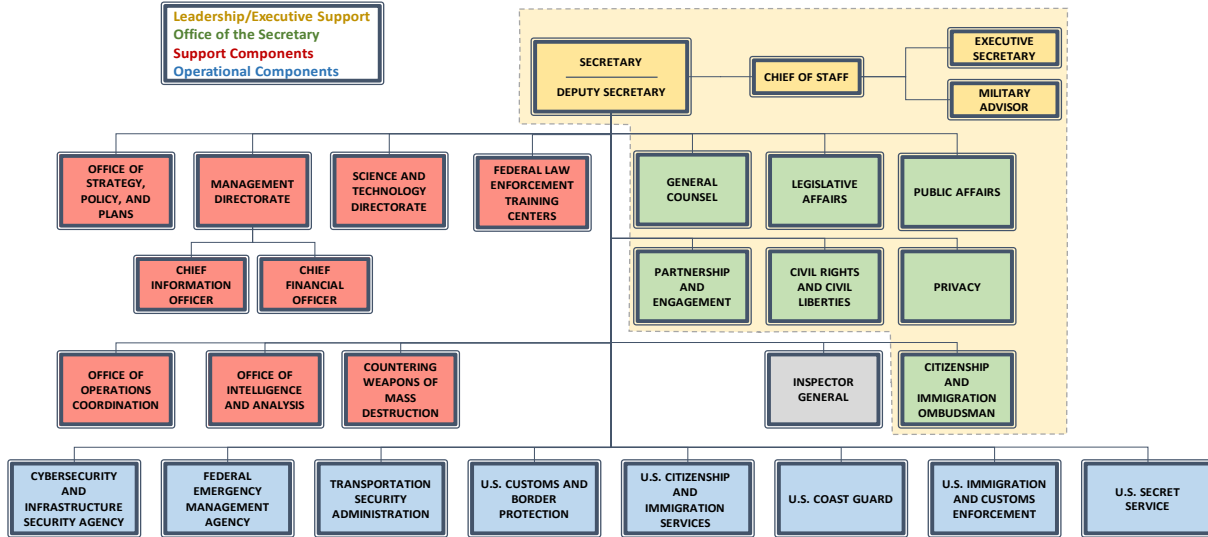 Leadership/Executive Support
Office of the Secretary
Support Components
Operational Components
SECRETARY
DEPUTY SECRETARY
CHIEF OF STAFF
EXECUTIVE
SECRETARY
MILITARY
ADVISOR
OFFICE OF
STRATEGY,
POLICY, AND
PLANS
MANAGEMENT
DIRECTORATE
SCIENCE AND
TECHNOLOGY
DIRECTORATE
FEDERAL LAW
ENFORCEMENT
TRAINING
CENTERS
GENERAL
COUNSEL
LEGISLATIVE
AFFAIRS
PUBLIC AFFAIRS
CHIEF
INFORMATION
OFFICER
CHIEF
FINANCIAL
OFFICER
PARTNERSHIP
AND
ENGAGEMENT
CIVIL RIGHTS
AND CIVIL
LIBERTIES
PRIVACY
OFFICE OF
OPERATIONS
COORDINATION
OFFICE OF
INTELLIGENCE
AND ANALYSIS
COUNTERING
WEAPONS OF
MASS
DESTRUCTION
INSPECTOR
GENERAL
CITIZENSHIP
AND
IMMIGRATION
OMBUDSMAN
CYBERSECURITY
AND
INFRASTRUCTURE
SECURITY AGENCY
FEDERAL
EMERGENCY
MANAGEMENT
AGENCY
TRANSPORTATION
SECURITY
ADMINISTRATION
U.S. CUSTOMS AND
BORDER
PROTECTION
U.S. CITIZENSHIP
AND
IMMIGRATION
SERVICES
U.S. COAST GUARD
U.S. IMMIGRATION
AND CUSTOMS
ENFORCEMENT
U.S. SECRET
SERVICE